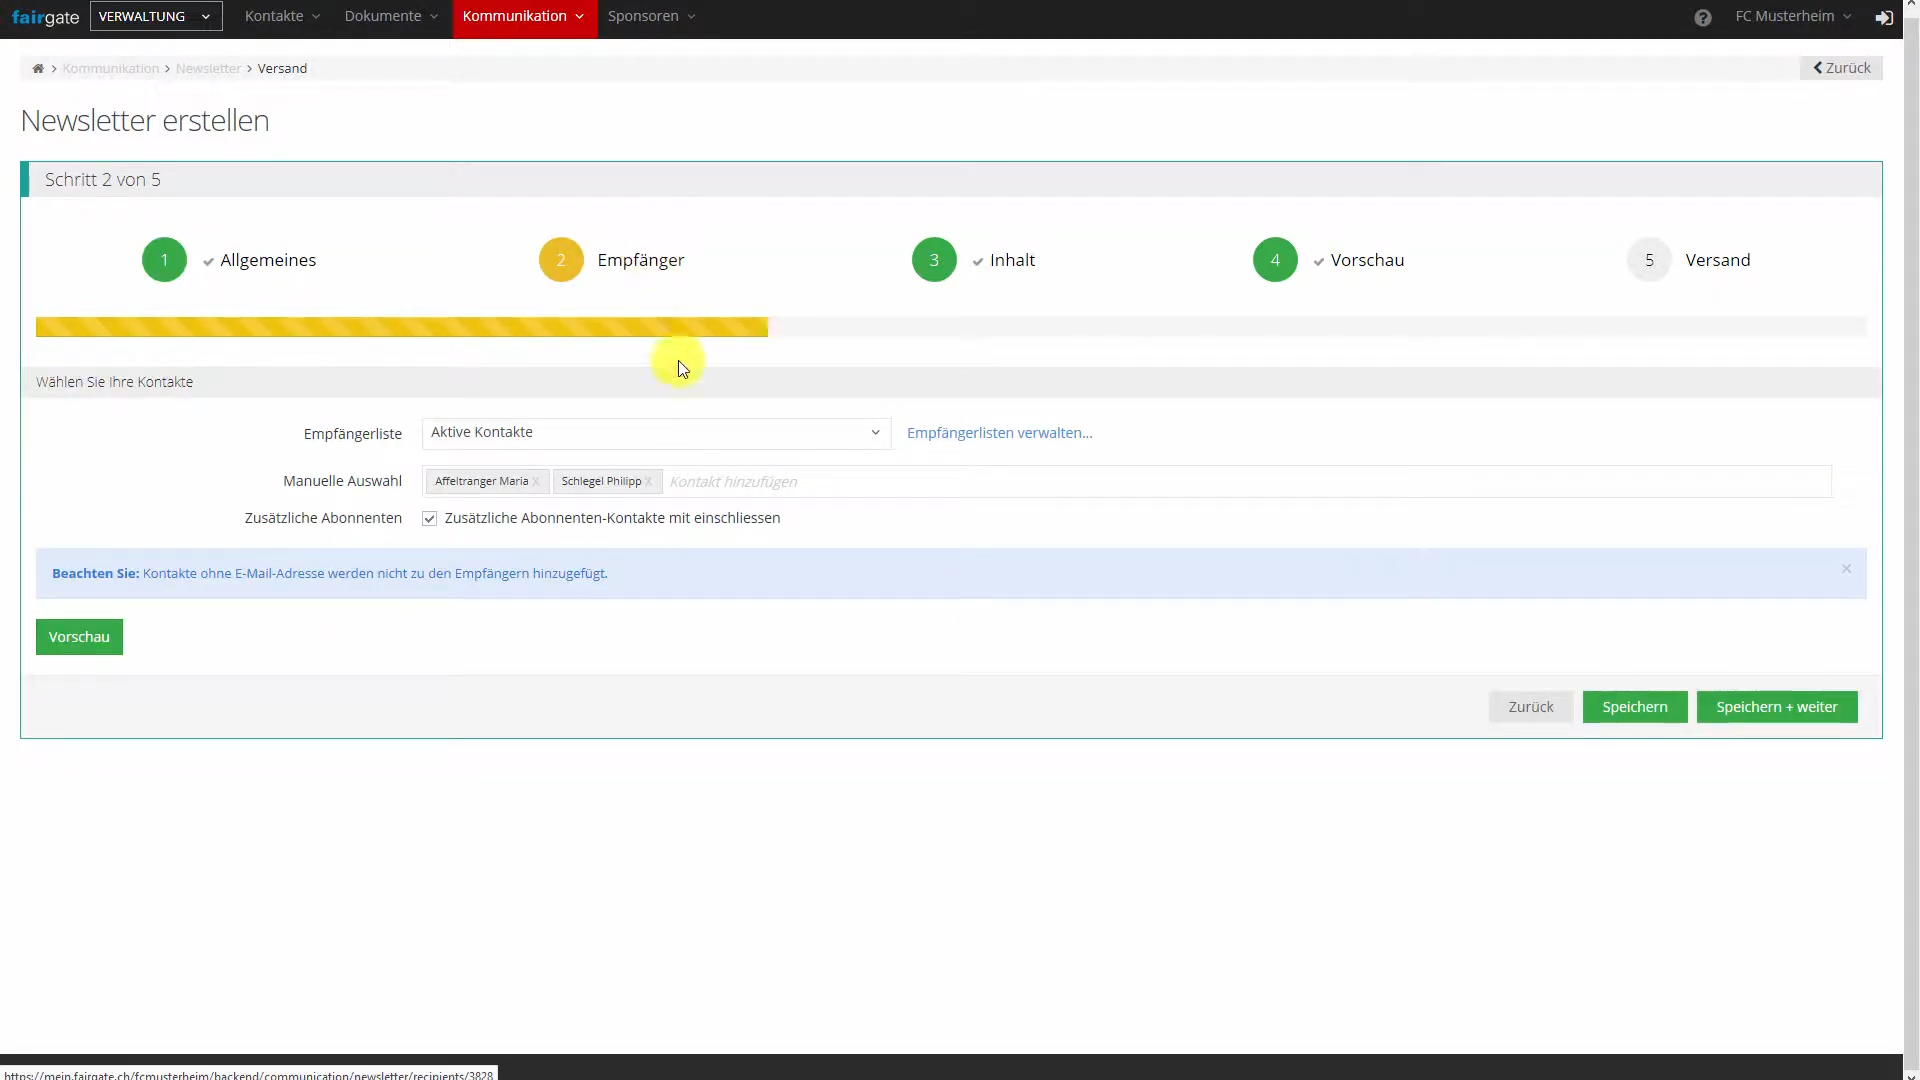 fairgate VERWALTUNG Kontakte Dokumente Kommunikation Sponsoren ? FC Musterheim
> Kommunikation > Newsletter > Versand Zurück
Newsletter erstellen
Schritt 2 von 5
1 Allgemeines 2 Empfänger 3 Inhalt 4 Vorschau 5 Versand
Wählen Sie Ihre Kontakte
Empfängerliste Aktive Kontakte Empfängerlisten verwalten...
Manuelle Auswahl Affeltranger Maria X Schlegel Philipp X Kontakt hinzufügen
Zusätzliche Abonnenten Zusätzliche Abonnenten-Kontakte mit einschliessen
Beachten Sie: Kontakte ohne E-Mail-Adresse werden nicht zu den Empfängern hinzugefügt. ×
Vorschau
Zurück Speichern Speichern + weiter
https://mein.fairgate.ch/fcmusterheim/backend/communication/newsletter/recipients/3828